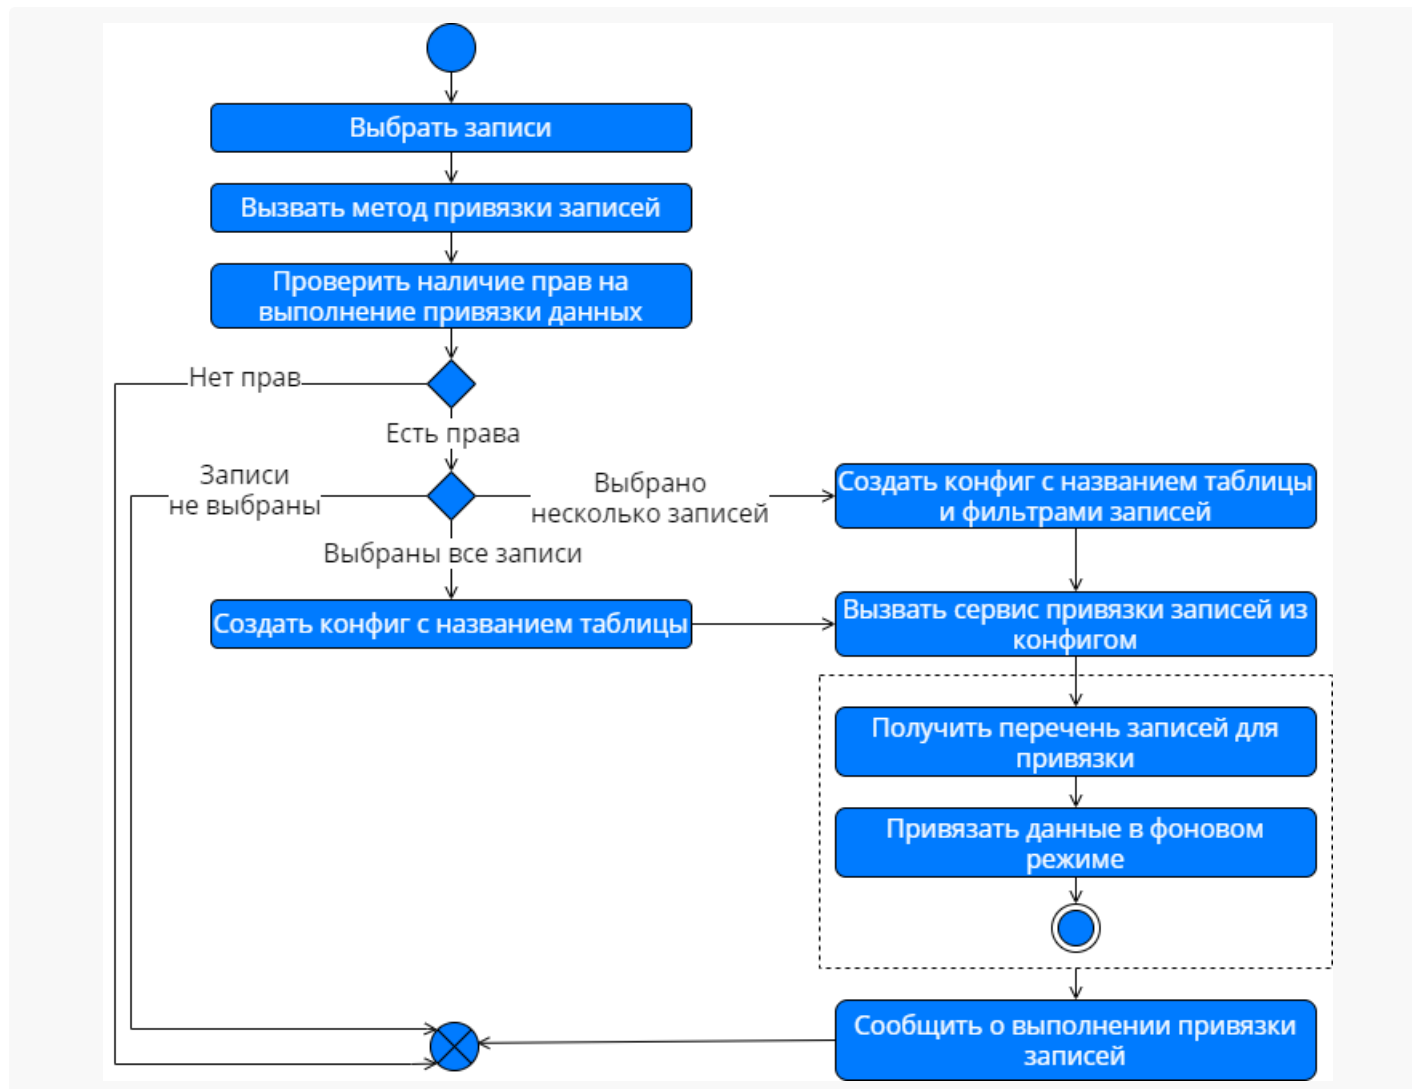 Выбрать записи
Вызвать метод привязки записей
Проверить наличие прав на
выполнение привязки данных
Нет прав
Есть права
Записи
не выбраны
Выбрано
несколько записей
Создать конфиг с названием таблицы
и фильтрами записей
Выбраны все записи
Создать конфиг с названием таблицы
Вызвать сервис привязки записей из
конфигом
Получить перечень записей для
привязки
Привязать данные в фоновом
режиме
Сообщить о выполнении привязки
записей